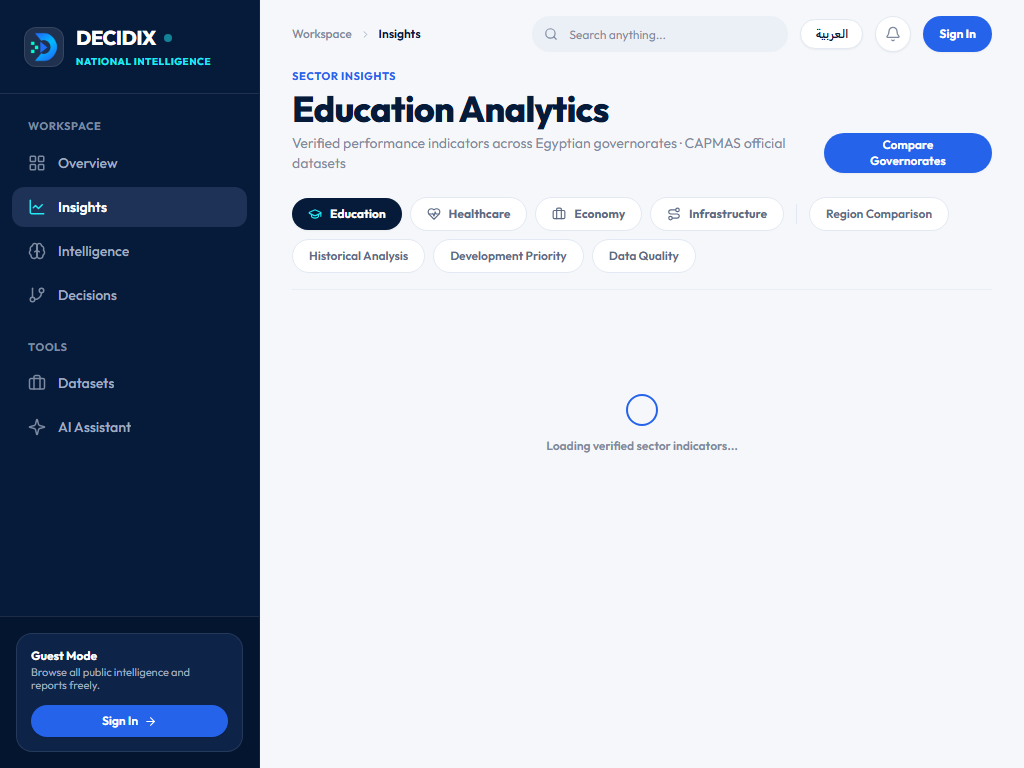 DECIDIX
NATIONAL INTELLIGENCE
WORKSPACE
Overview
Insights
Intelligence
Decisions
TOOLS
Datasets
AI Assistant
Guest Mode
Browse all public intelligence and
reports freely.
Sign In
Workspace
Insights
Search anything...
العربية
Sign In
SECTOR INSIGHTS
Education Analytics
Verified performance indicators across Egyptian governorates · CAPMAS official
datasets
Compare
Governorates
Education
Healthcare
Economy
Infrastructure
Region Comparison
Historical Analysis
Development Priority
Data Quality
Loading verified sector indicators...